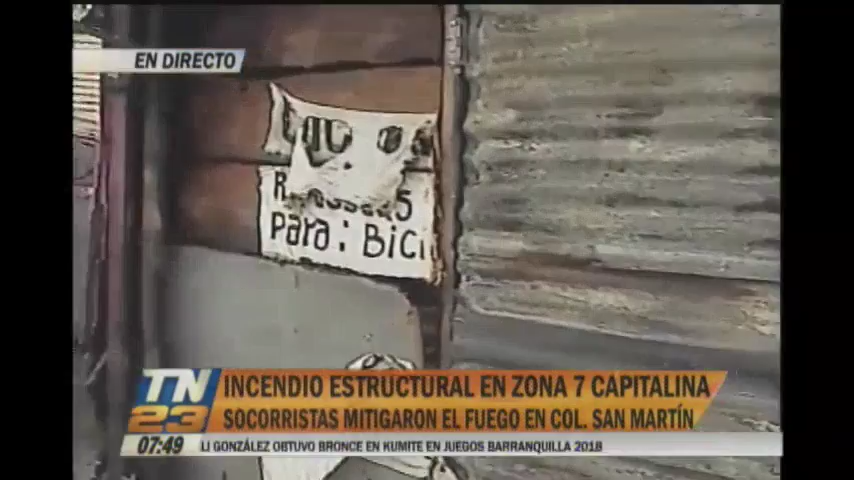 EN DIRECTO
Para: Bici
TN
23
INCENDIO ESTRUCTURAL EN ZONA 7 CAPITALINA
SOCORRISTAS MITIGARON EL FUEGO EN COL. SAN MARTÍN
07:49
LI GONZÁLEZ OBTUVO BRONCE EN KUMITE EN JUEGOS BARRANQUILLA 2018